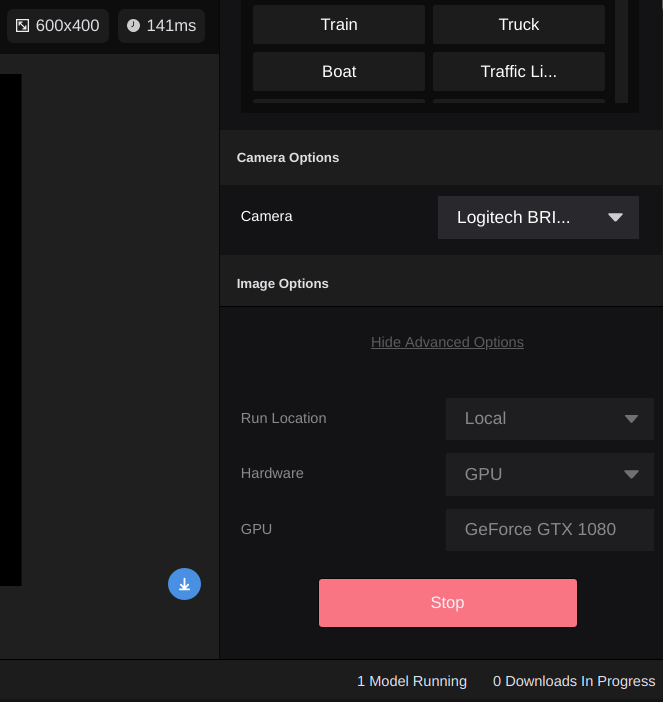 600x400 141ms
Train Truck
Boat Traffic Li...
Camera Options
Camera Logitech BRI...
Image Options
Hide Advanced Options
Run Location Local
Hardware GPU
GPU GeForce GTX 1080
Stop
1 Model Running 0 Downloads In Progress